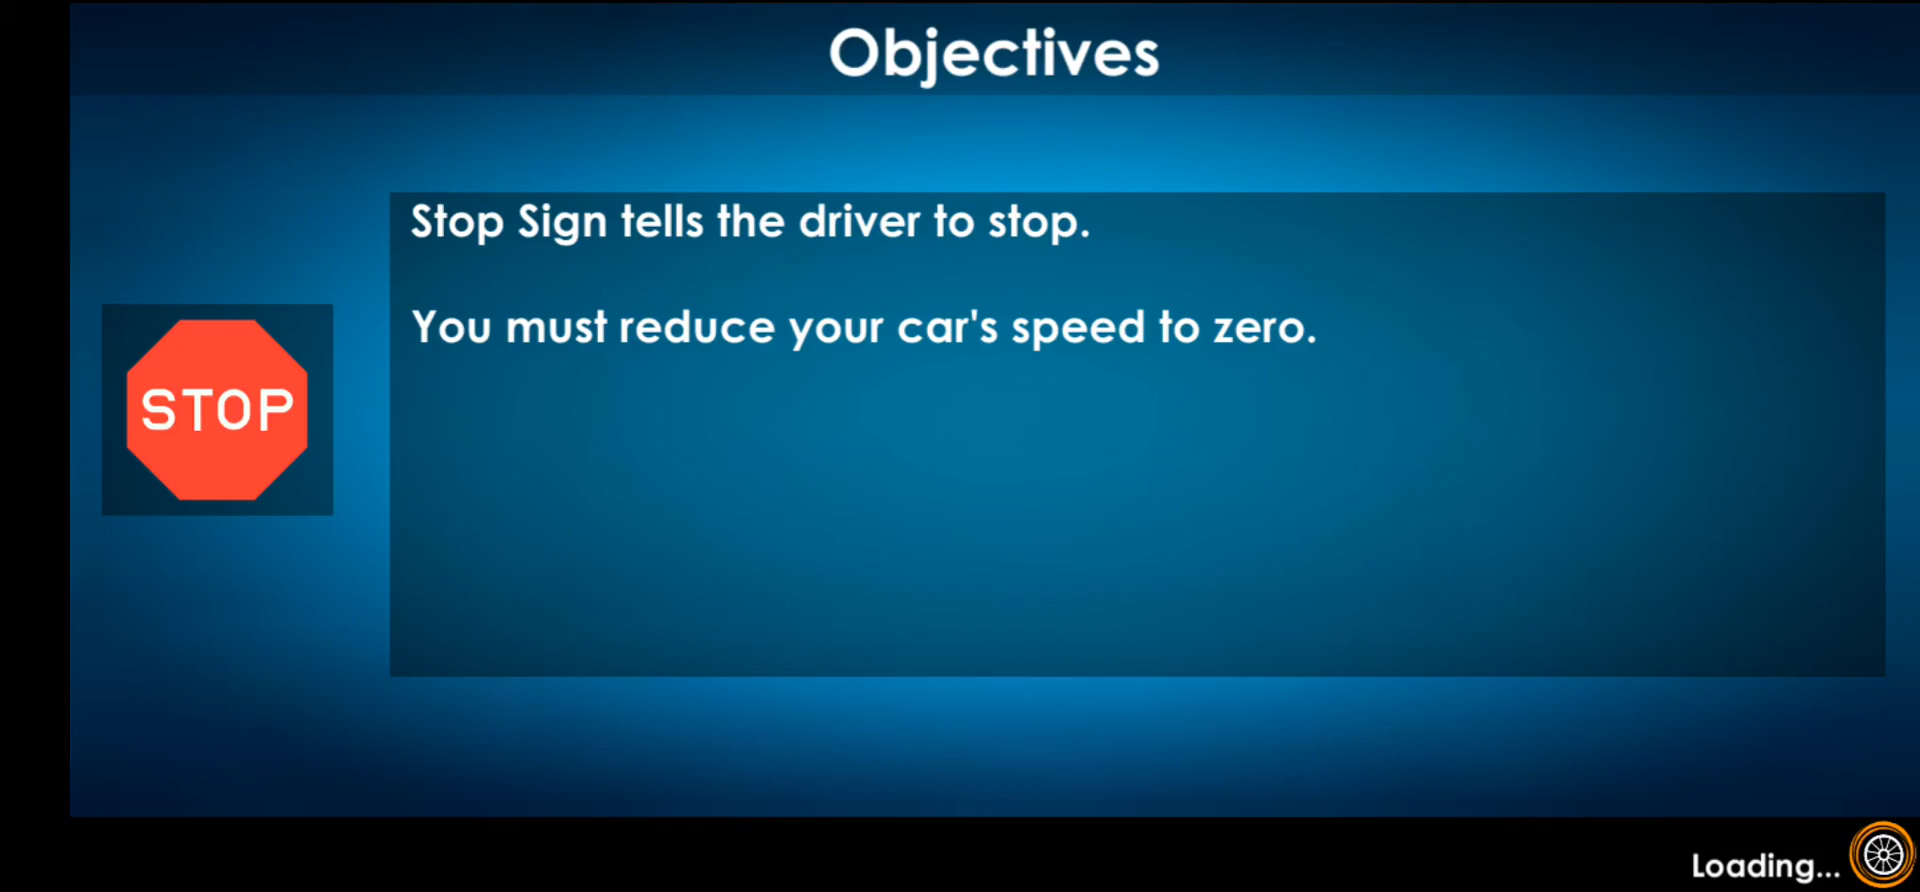 Objectives
Stop Sign tells the driver to stop.
You must reduce your car's speed to zero.
STOP
Loading...